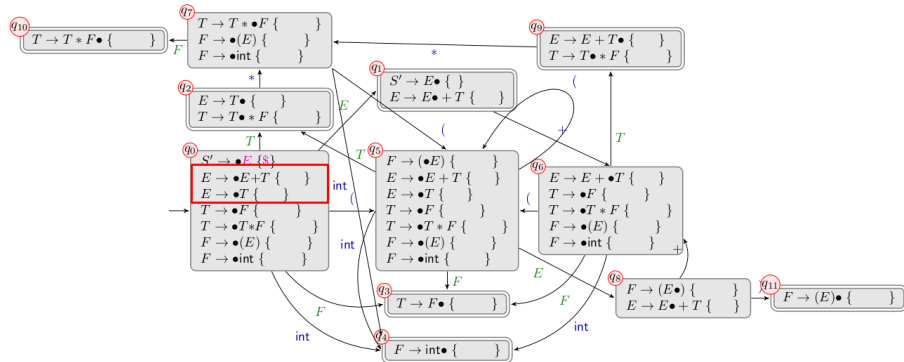 q10
T → T * F● {      }
F
q7
T → T * ●F {      }
F → ●(E) {      }
F → ●int {      }
*
q9
E → E + T● {      }
T → T● * F {      }
q1
S′ → E● { }
E → E● + T {      }
(
q2
E → T● {      }
T → T● * F {      }
*
E
(
+
T
T
T
q0
S′ → ●E {$}
E → ●E+T {      }
E → ●T {      }
T → ●F {      }
T → ●T*F {      }
F → ●(E) {      }
F → ●int {      }
int
(
int
q5
F → (●E) {      }
E → ●E + T {      }
E → ●T {      }
T → ●F {      }
T → ●T * F {      }
F → ●(E) {      }
F → ●int {      }
(
q6
E → E + ●T {      }
T → ●F {      }
T → ●T * F {      }
F → ●(E) {      }
F → ●int {      }
+
F
E
q3
T → F● {      }
F
F
q8
F → (E●) {      }
E → E● + T {      }
)
q11
F → (E)● {      }
int
q4
F → int● {      }
int